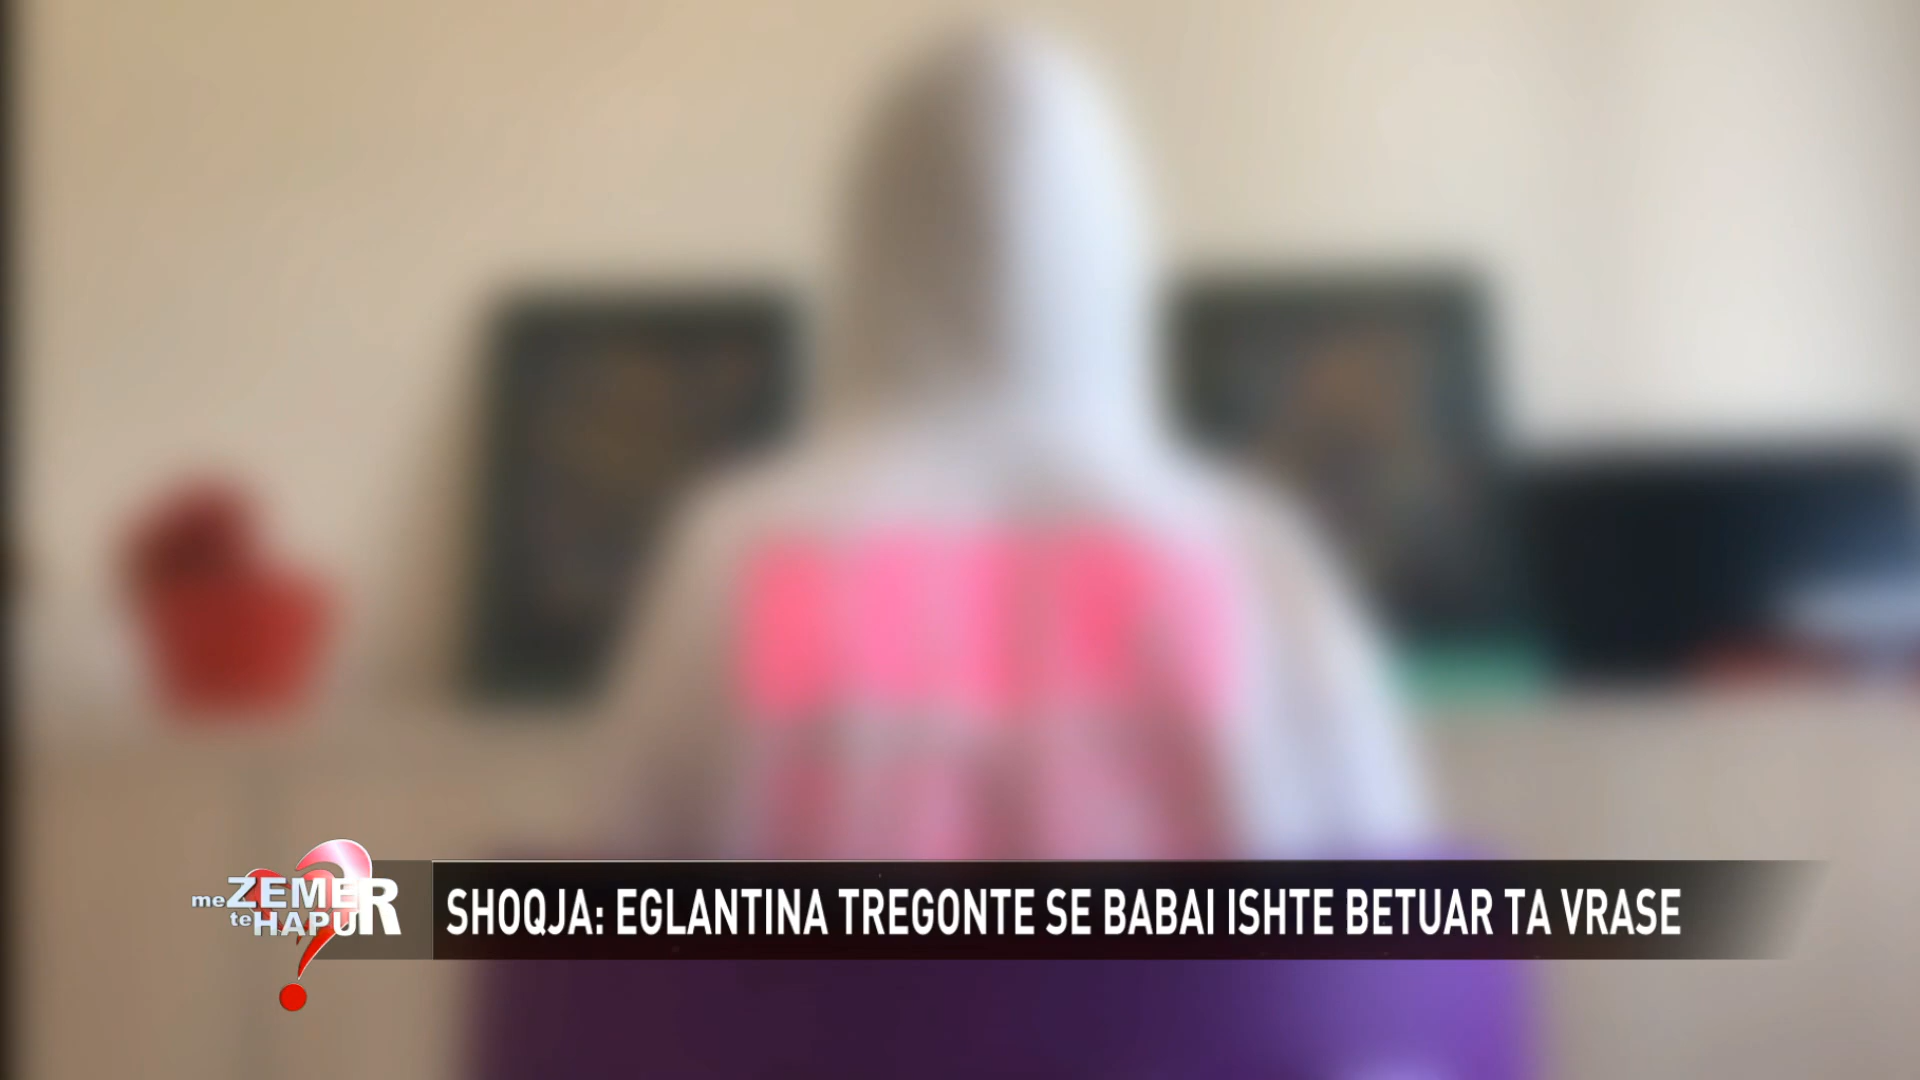 me ZEMER
te HAPUR
SHOQJA: EGLANTINA TREGONTE SE BABAI ISHTE BETUAR TA VRASE